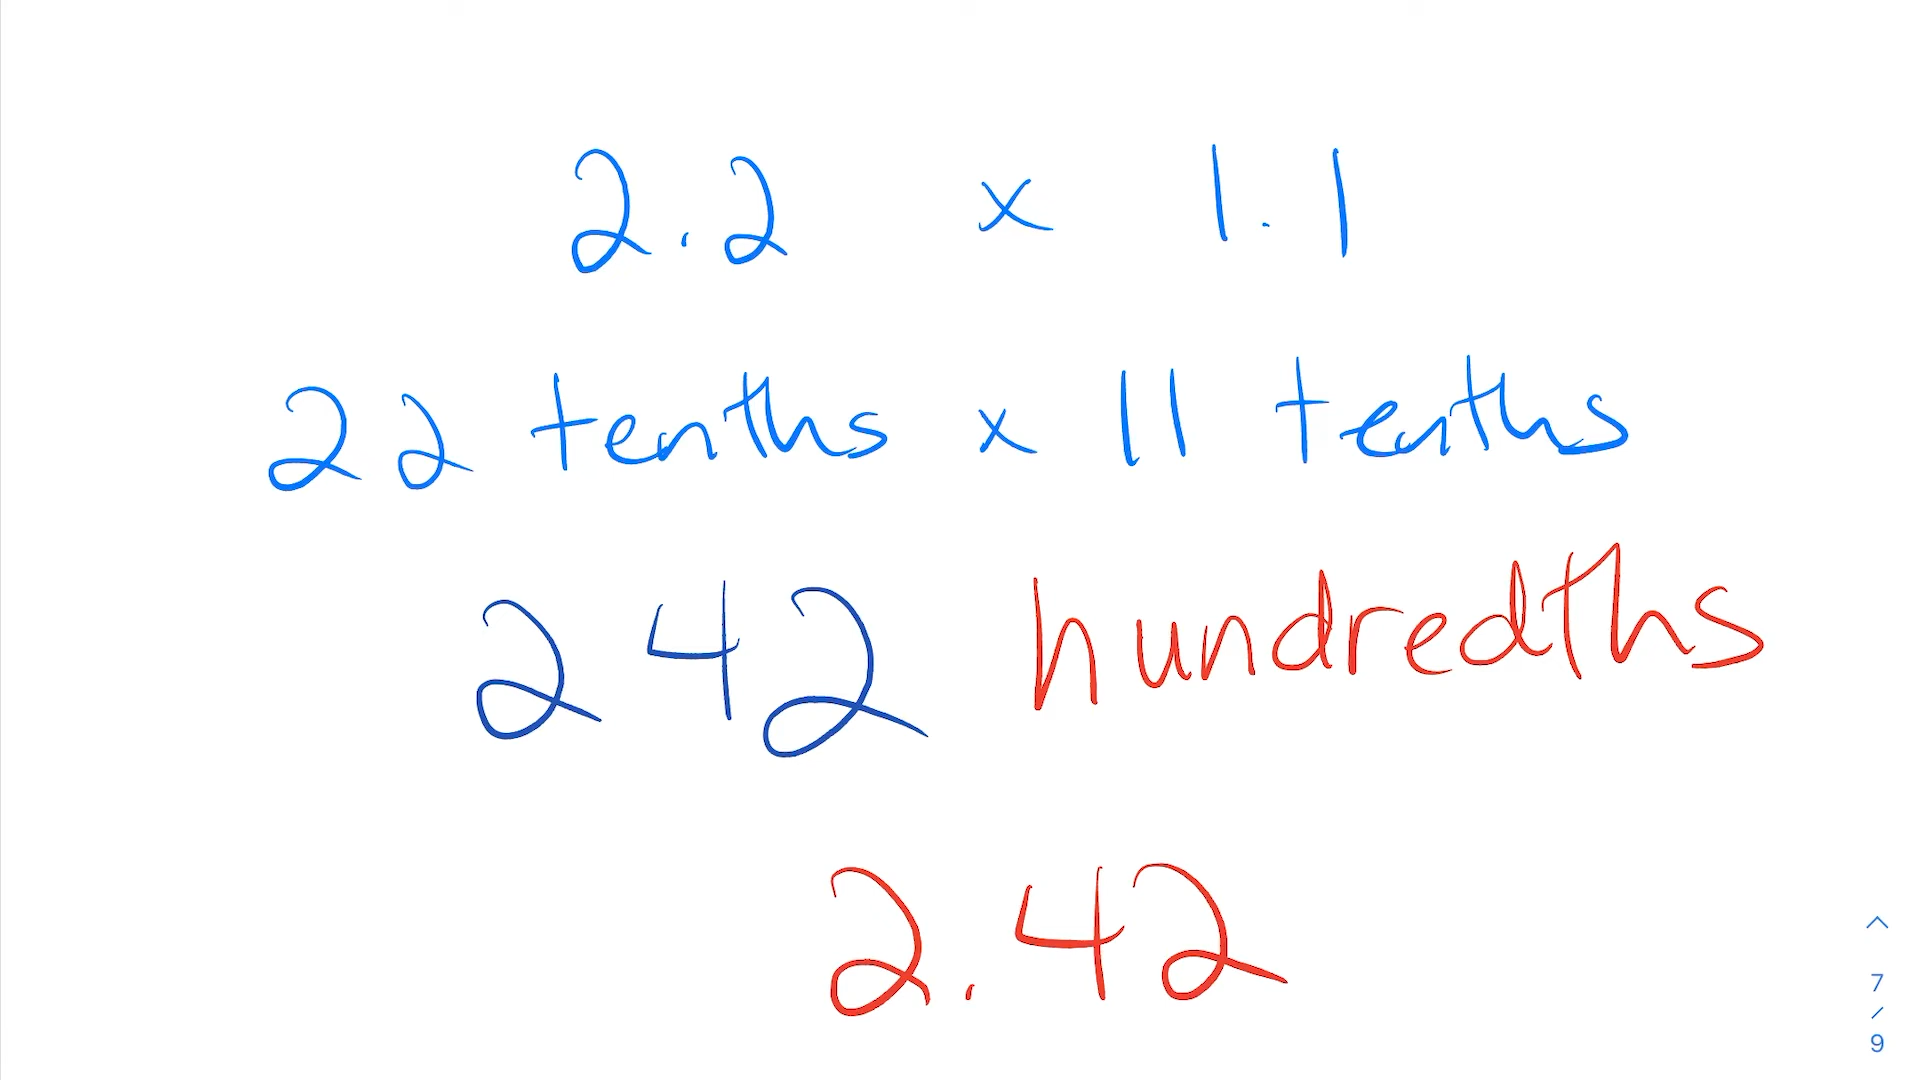 2.2 x 1.1
22 tenths x 11 tenths
242 hundredths
2.42
7
/
9